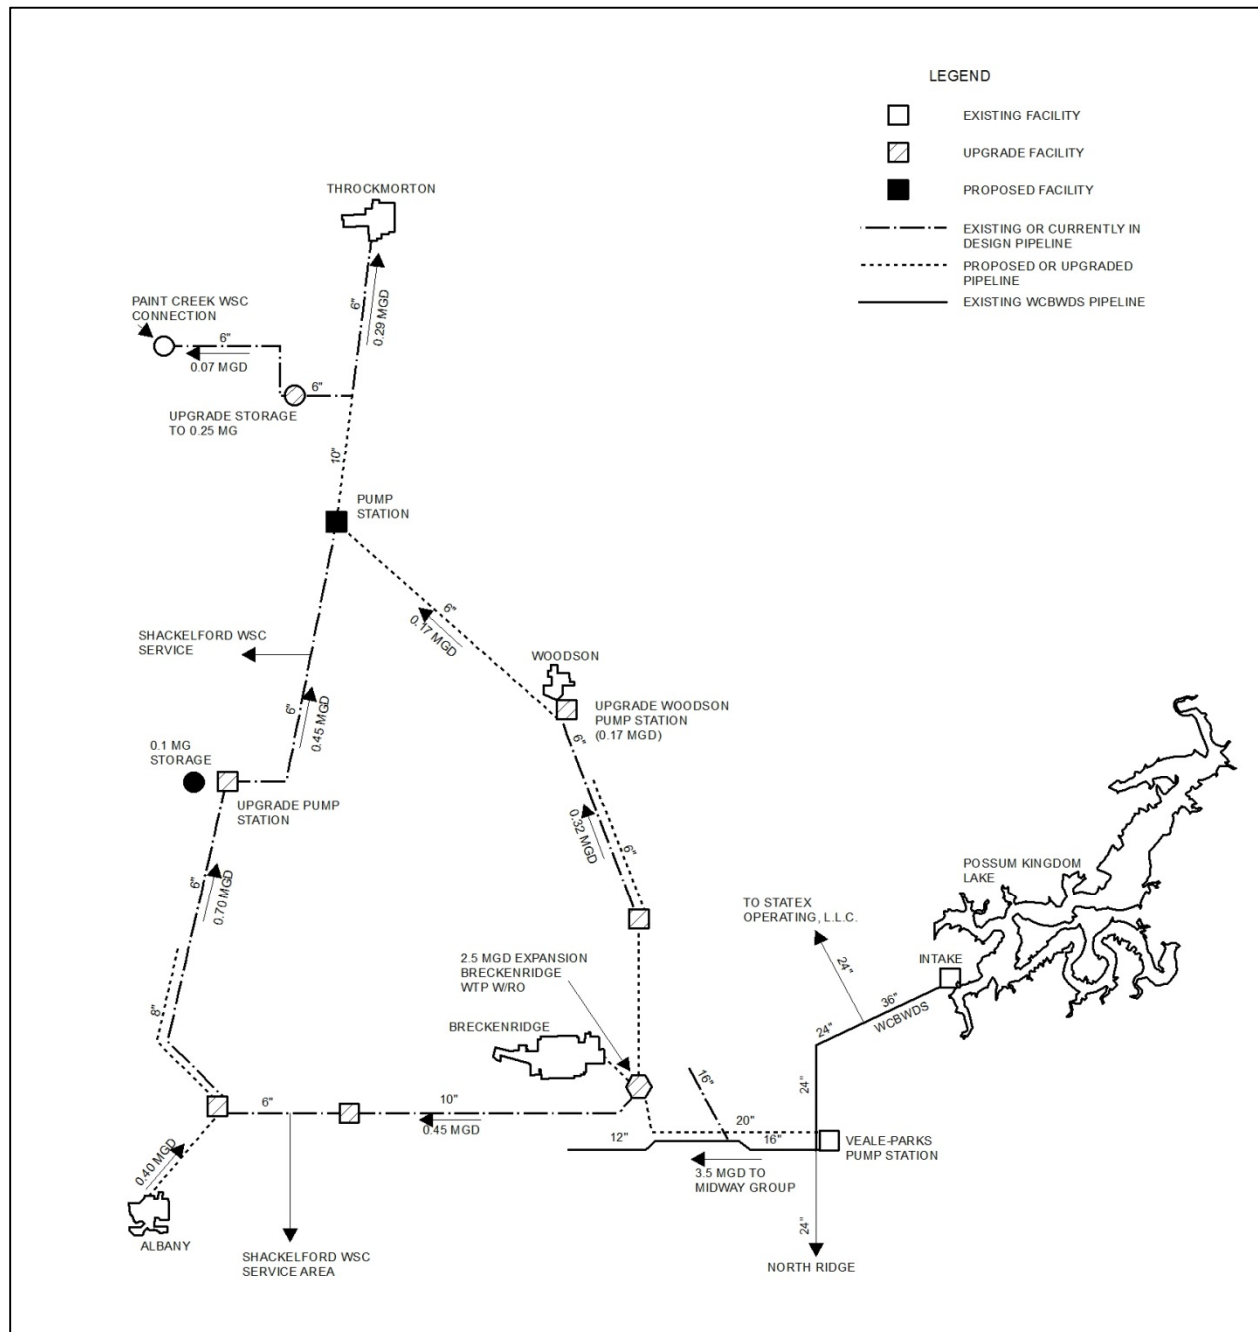 LEGEND
EXISTING FACILITY
UPGRADE FACILITY
PROPOSED FACILITY
EXISTING OR CURRENTLY IN
DESIGN PIPELINE
PROPOSED OR UPGRADED
PIPELINE
EXISTING WCBWDS PIPELINE
THROCKMORTON
6"
0.29 MGD
PAINT CREEK WSC
CONNECTION
6"
0.07 MGD
6"
UPGRADE STORAGE
TO 0.25 MG
10"
PUMP
STATION
6"
0.17 MGD
SHACKELFORD WSC
SERVICE
WOODSON
UPGRADE WOODSON
PUMP STATION
(0.17 MGD)
6"
6"
0.45 MGD
0.1 MG
STORAGE
UPGRADE PUMP
STATION
0.32 MGD
6"
6"
0.70 MGD
POSSUM KINGDOM
LAKE
TO STATEX
OPERATING, L.L.C.
24"
INTAKE
36"
WCBWDS
24"
2.5 MGD EXPANSION
BRECKENRIDGE
WTP W/RO
BRECKENRIDGE
8"
24"
16"
6"
10"
0.45 MGD
20"
12"
16"
VEALE-PARKS
PUMP STATION
3.5 MGD TO
MIDWAY GROUP
0.40 MGD
24"
ALBANY
SHACKELFORD WSC
SERVICE AREA
NORTH RIDGE